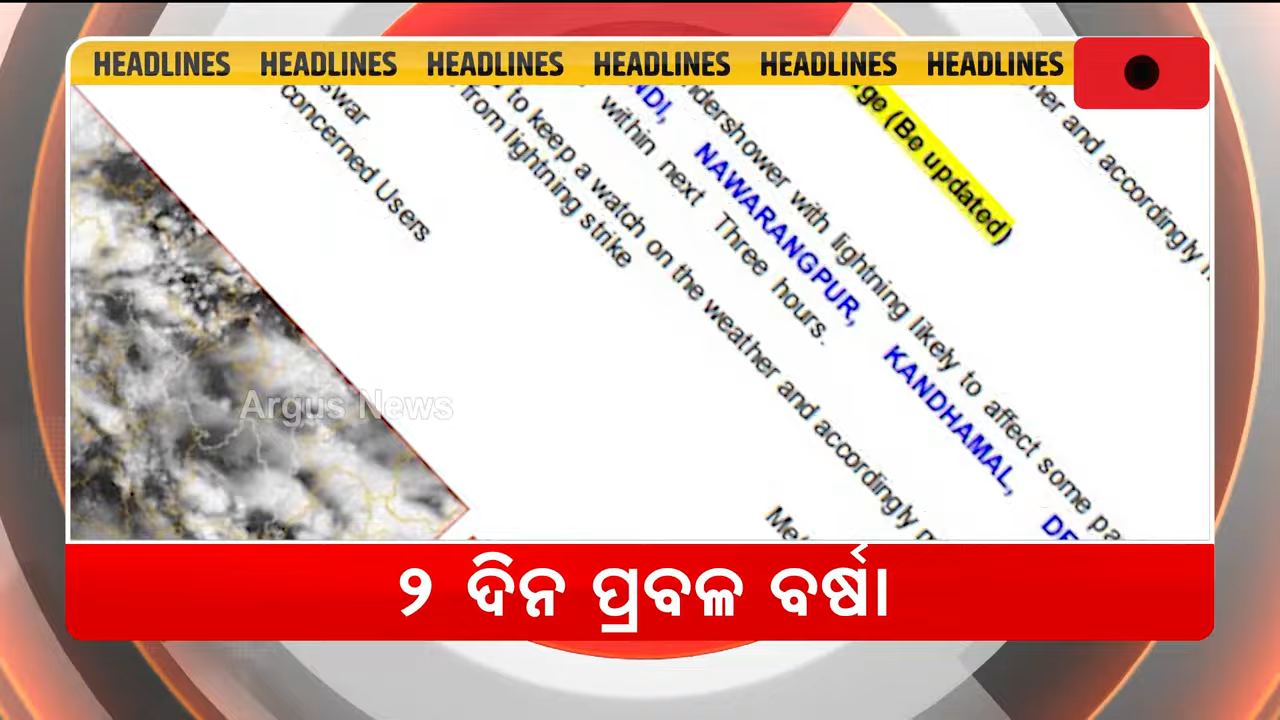 HEADLINES HEADLINES HEADLINES HEADLINES HEADLINES HEADLINES
concerned Users
to keep a watch on the weather and accordingly
from lightning strike
with lightning likely to affect some
NAWARANGPUR, KANDHAMAL,
within next Three hours.
(Be updated)
and accordingly
Argus News
୨ ଦିନ ପ୍ରବଳ ବର୍ଷା